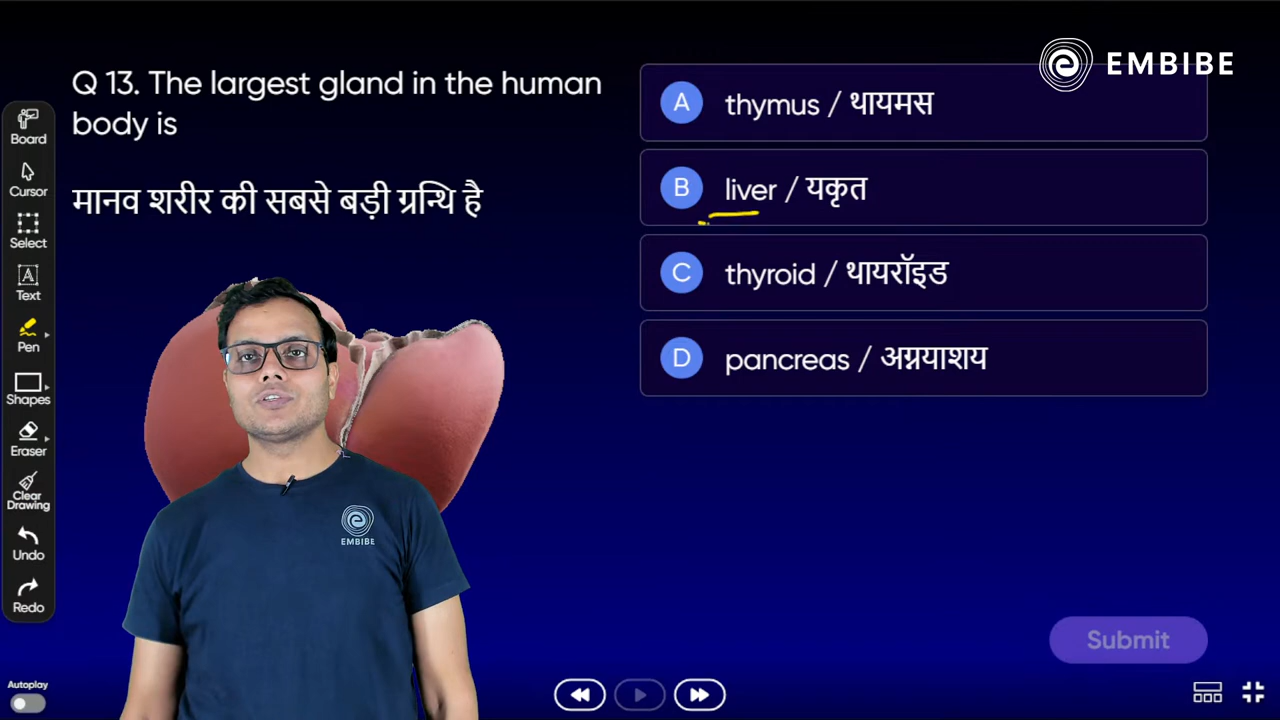 EMBIBE
Q 13. The largest gland in the human
body is
मानव शरीर की सबसे बड़ी ग्रन्थि है
A thymus / थायमस
B liver / यकृत
C thyroid / थायरॉइड
D pancreas / अग्नयाशय
Board
Cursor
Select
A
Text
Pen
Shapes
Eraser
Clear
Drawing
Undo
Redo
Autoplay
EMBIBE
Submit